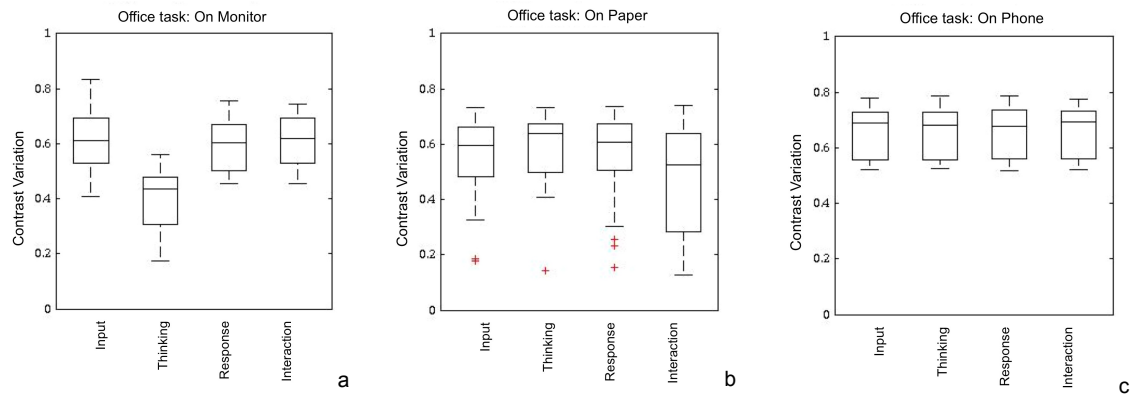 Office task: On Monitor
Contrast Variation
1
0.8
0.6
0.4
0.2
0
Input
Thinking
Response
Interaction
a
Office task: On Paper
Contrast Variation
1
0.8
0.6
0.4
0.2
0
Input
Thinking
Response
Interaction
b
Office task: On Phone
Contrast Variation
1
0.8
0.6
0.4
0.2
0
Input
Thinking
Response
Interaction
c